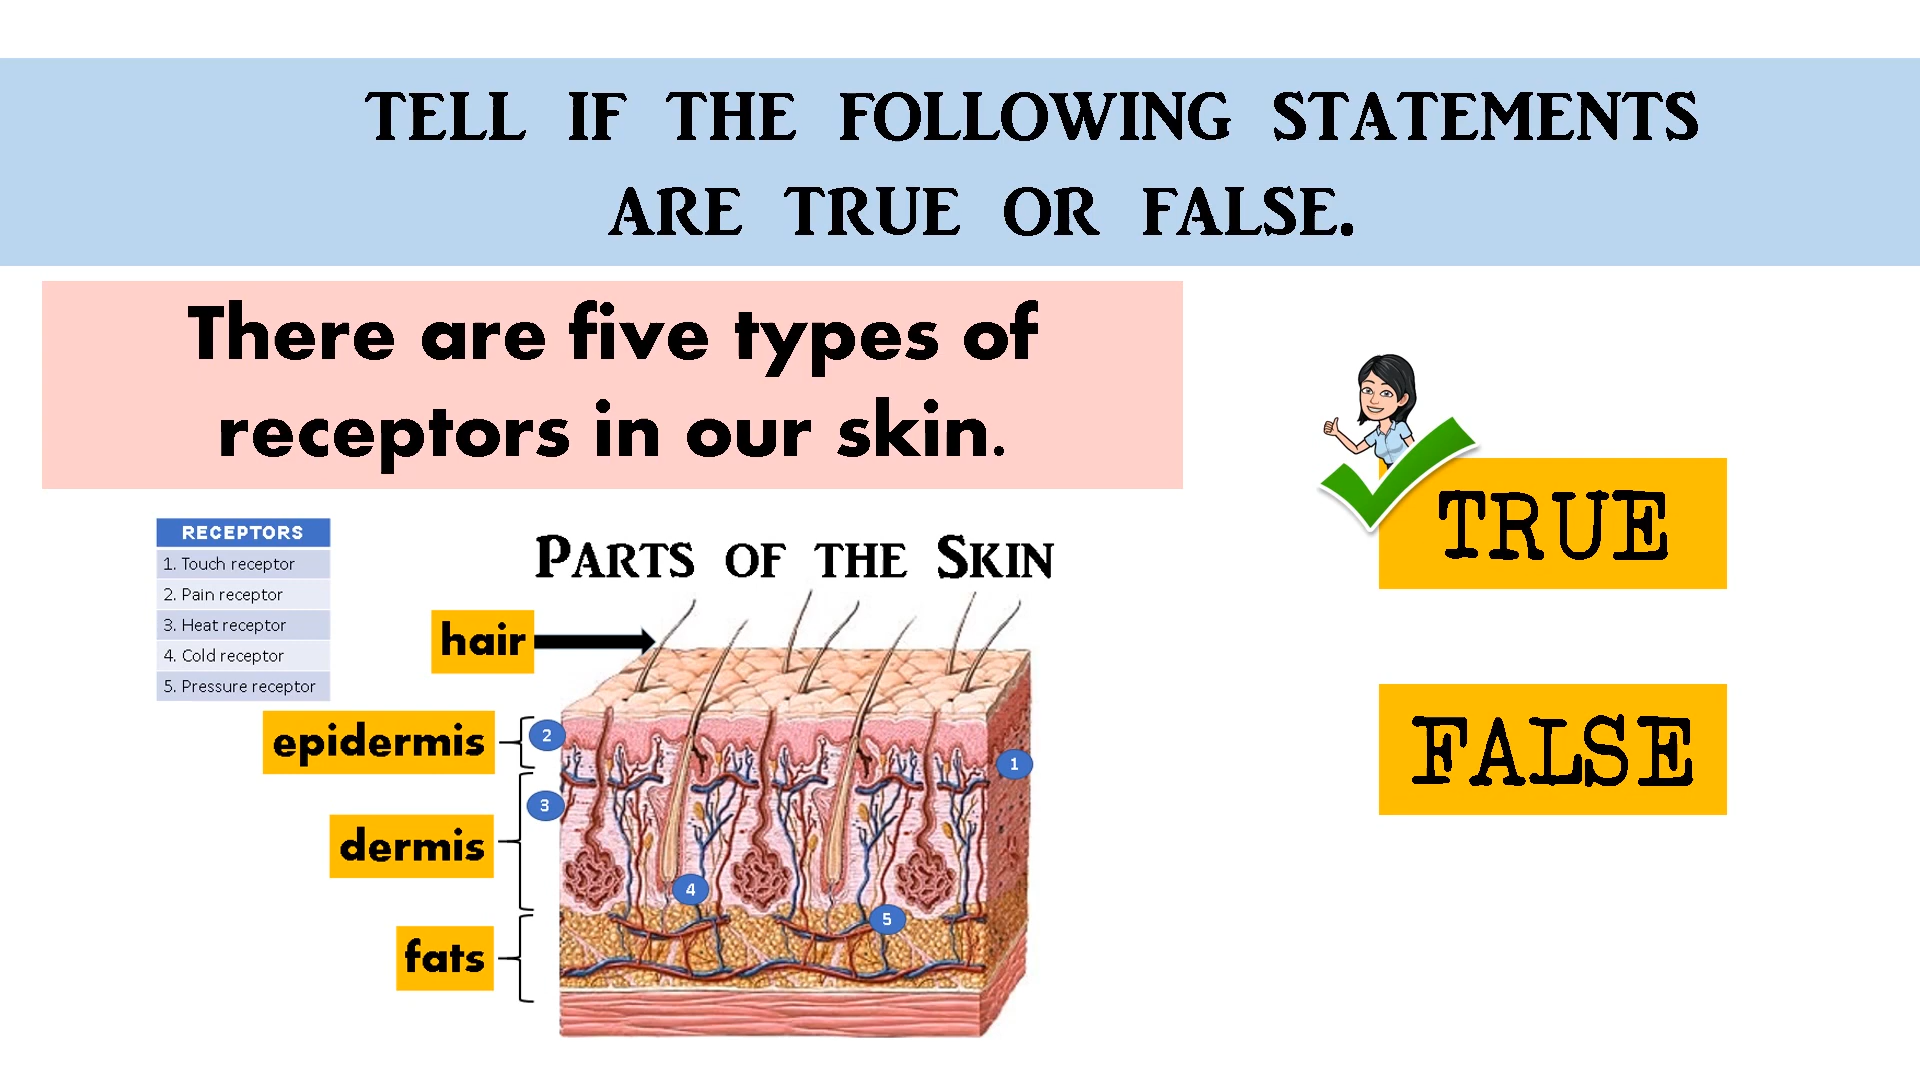 TELL IF THE FOLLOWING STATEMENTS
ARE TRUE OR FALSE.
There are five types of
receptors in our skin.
TRUE
FALSE
RECEPTORS
1. Touch receptor
2. Pain receptor
3. Heat receptor
4. Cold receptor
5. Pressure receptor
PARTS OF THE SKIN
hair
epidermis
2
1
3
dermis
4
5
fats